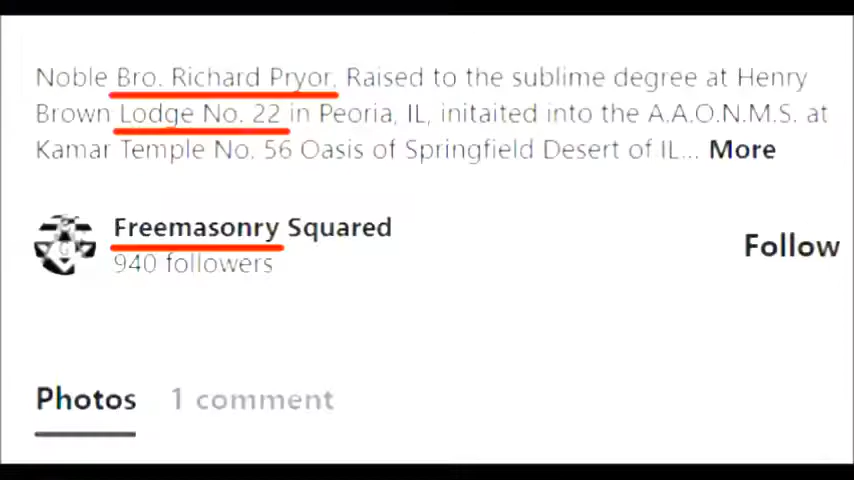 Noble Bro. Richard Pryor, Raised to the sublime degree at Henry
Brown Lodge No. 22 in Peoria, IL, initaited into the A.A.O.N.M.S. at
Kamar Temple No. 56 Oasis of Springfield Desert of IL... More
Freemasonry Squared
940 followers
Follow
Photos 1 comment